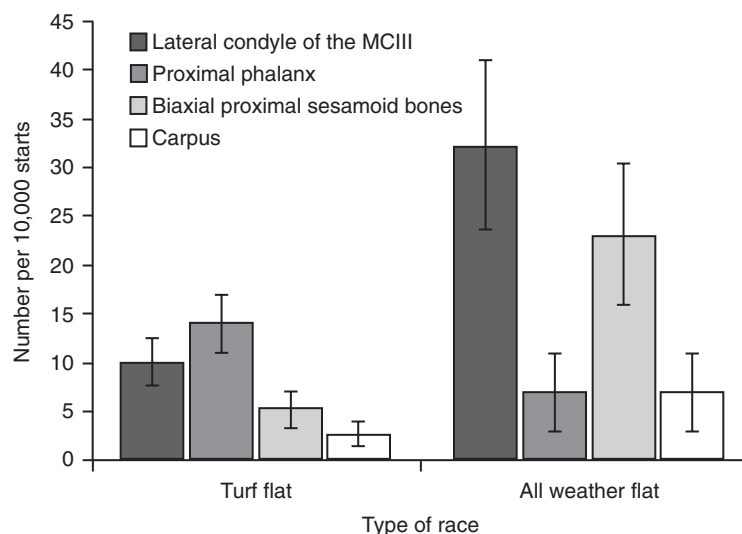 45
40
35
30
25
20
15
10
5
0
Number per 10,000 starts
Lateral condyle of the MCIII
Proximal phalanx
Biaxial proximal sesamoid bones
Carpus
Turf flat
All weather flat
Type of race